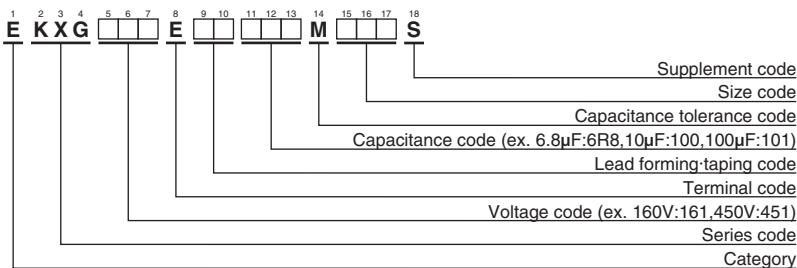 1 2 3 4 5 6 7 8 9 10 11 12 13 14 15 16 17 18
E K X G E M S
Supplement code
Size code
Capacitance tolerance code
Capacitance code (ex. 6.8µF:6R8,10µF:100,100µF:101)
Lead forming·taping code
Terminal code
Voltage code (ex. 160V:161,450V:451)
Series code
Category